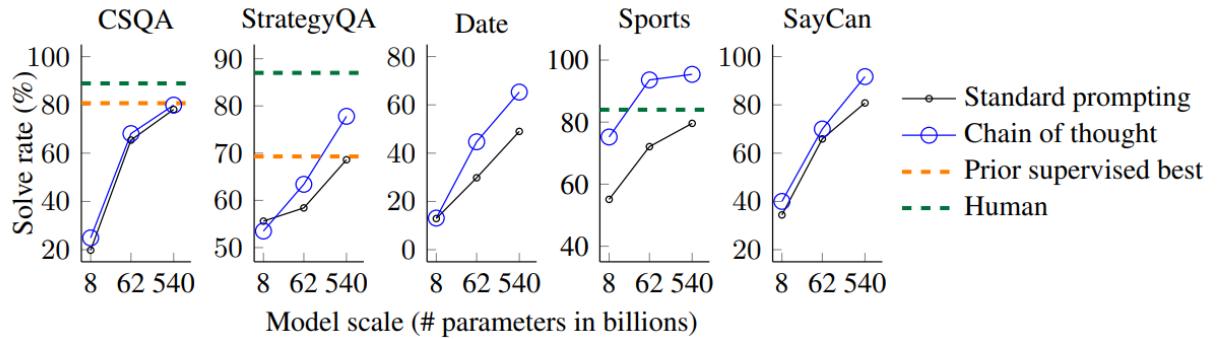 CSQA
StrategyQA
Date
Sports
SayCan
Solve rate (%)
100
80
60
40
20
8 62 540
90
80
70
60
50
8 62 540
80
60
40
20
0
8 62 540
100
80
60
40
8 62 540
100
80
60
40
20
8 62 540
Model scale (# parameters in billions)
Standard prompting
Chain of thought
Prior supervised best
Human